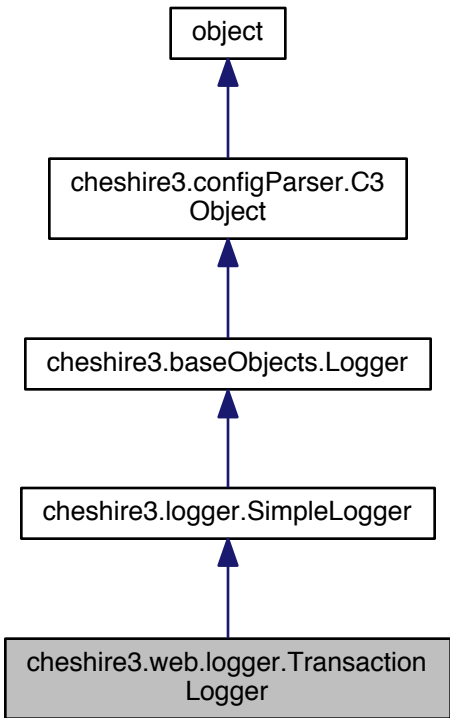 object
cheshire3.configParser.C3
Object
cheshire3.baseObjects.Logger
cheshire3.logger.SimpleLogger
cheshire3.web.logger.Transaction
Logger